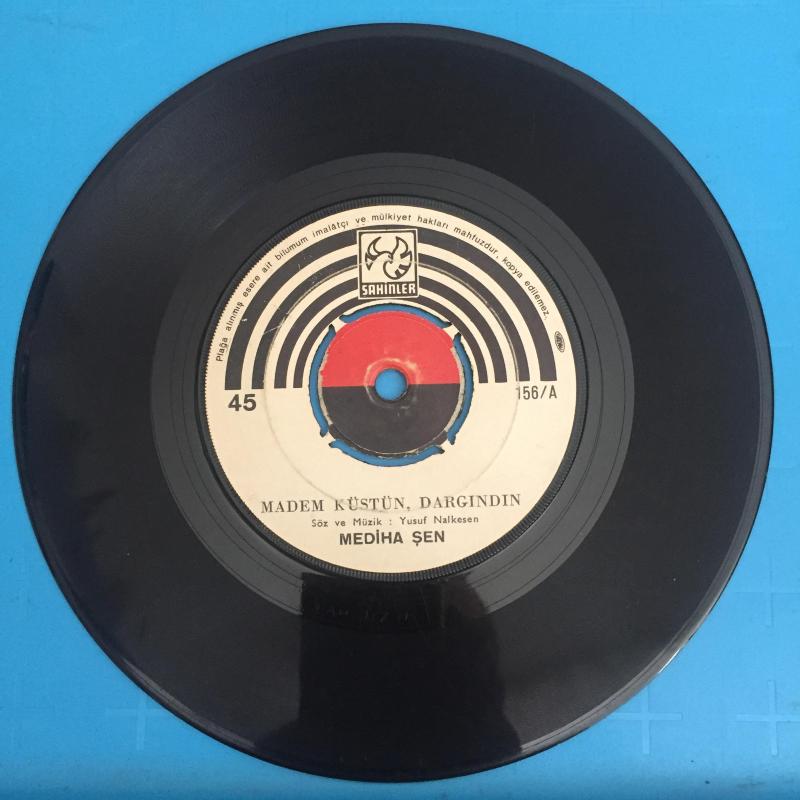 Plağa alınmış esere ait bilumum imalâtçı ve mülkiyet hakları mahfuzdur, kopya edilemez.
SAHİNLER
45
156/A
MADEM KÜSTÜN, DARGINDIN
Söz ve Müzik : Yusuf Nalkesen
MEDİHA ŞEN